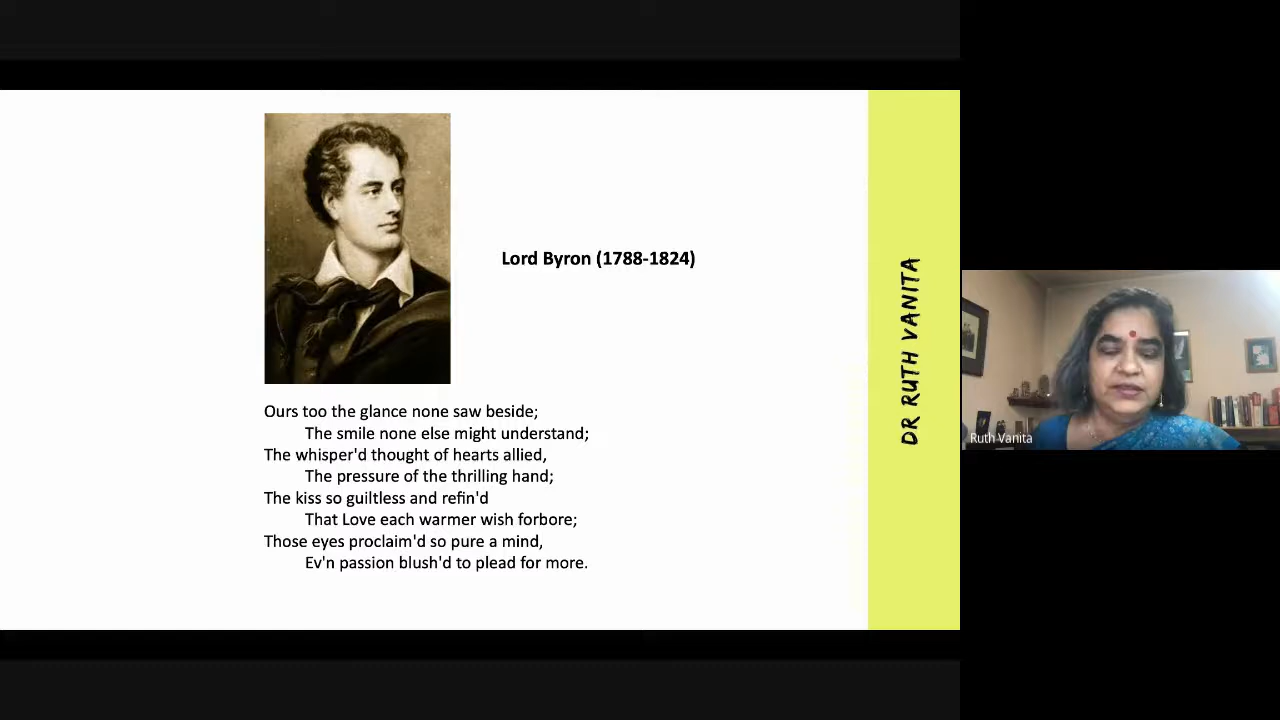 Lord Byron (1788-1824)
Ours too the glance none saw beside;
The smile none else might understand;
The whisper'd thought of hearts allied,
The pressure of the thrilling hand;
The kiss so guiltless and refin'd
That Love each warmer wish forbore;
Those eyes proclaim'd so pure a mind,
Ev'n passion blush'd to plead for more.
DR RUTH VANITA
Ruth Vanita